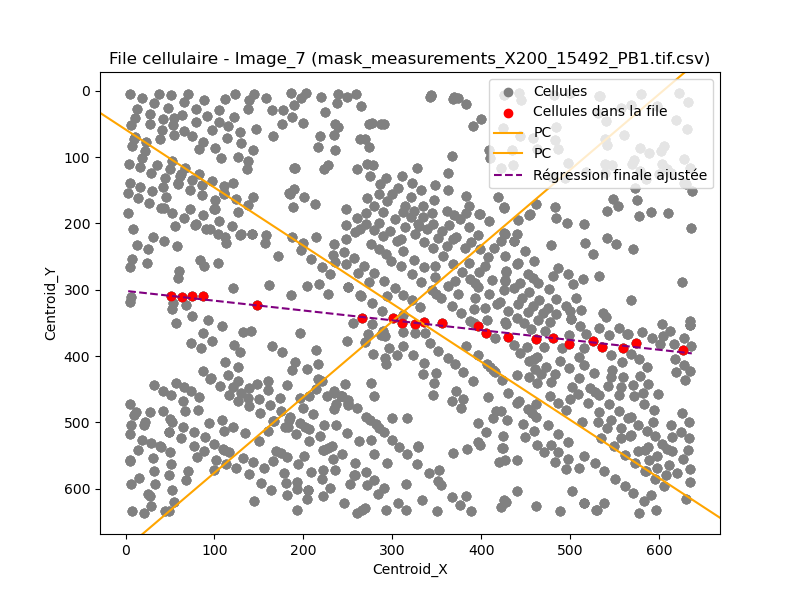 File cellulaire - Image_7 (mask_measurements_X200_15492_PB1.tif.csv)
Cellules
Cellules dans la file
PC
PC
Régression finale ajustée
0
100
200
300
400
500
600
Centroid_Y
0 100 200 300 400 500 600
Centroid_X